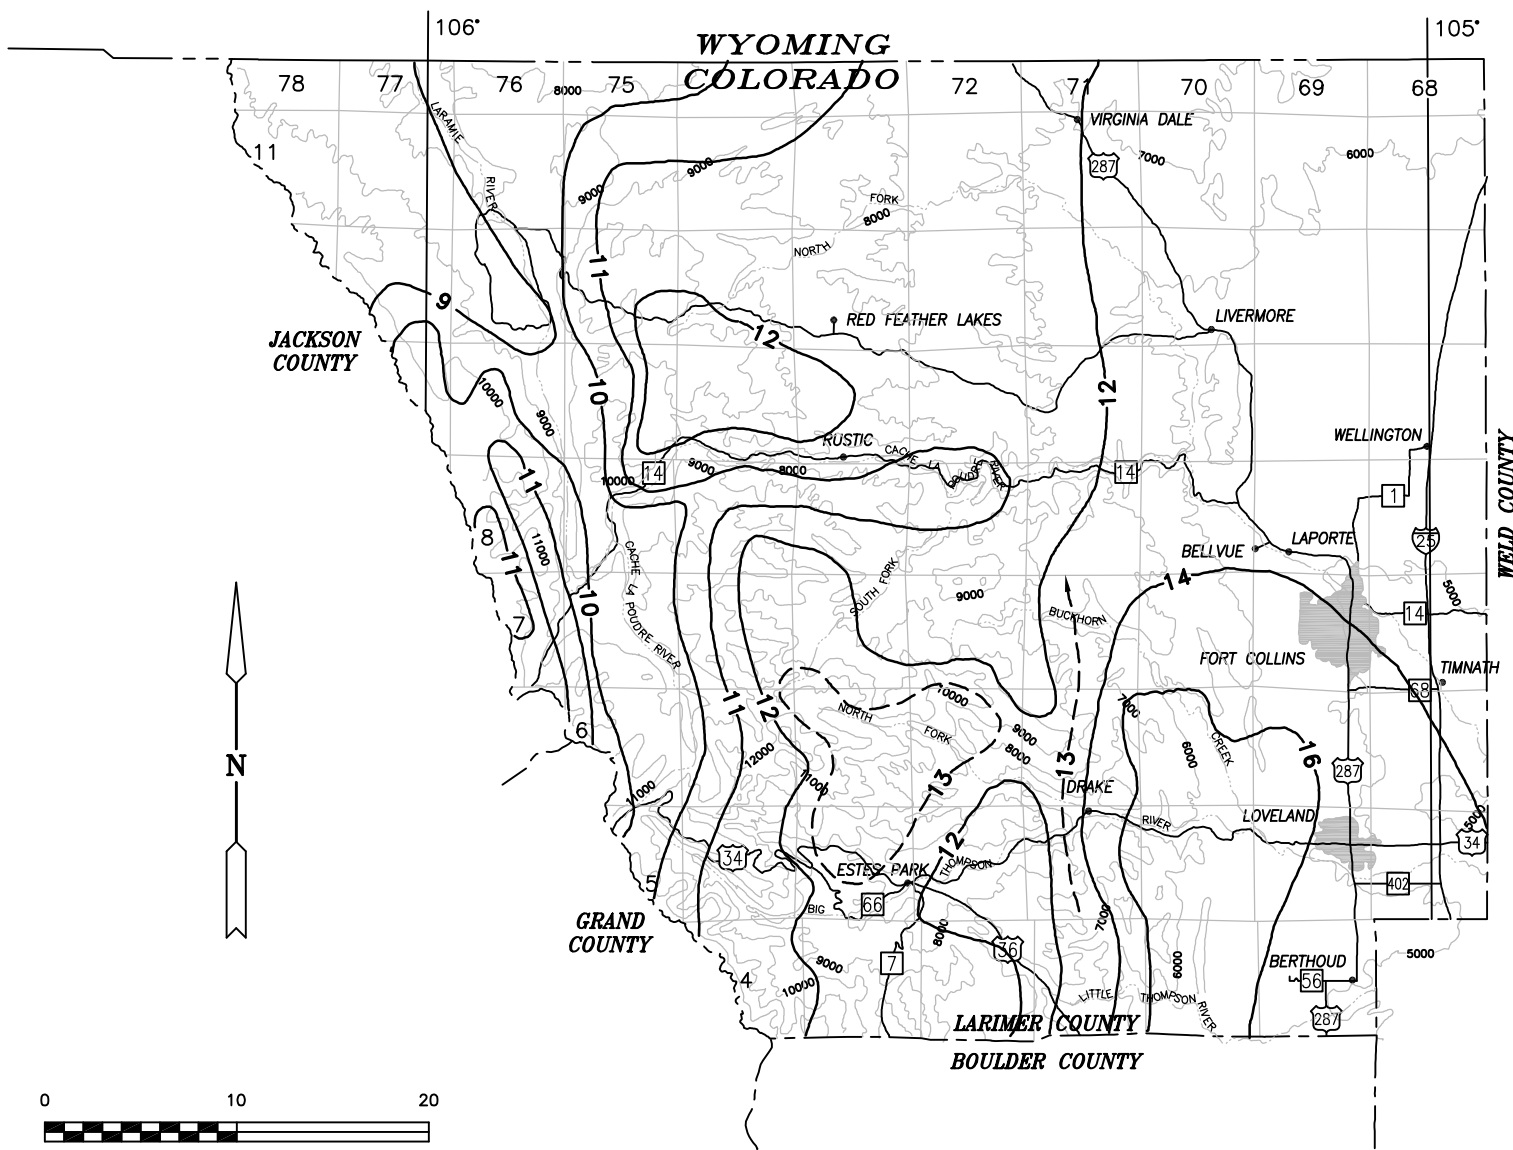 106°
105°
WYOMING
COLORADO
78
77
76
75
72
71
70
69
68
8000
LARAMIE
RIVER
VIRGINIA DALE
11
9000
9000
287
7000
6000
FORK
8000
NORTH
11
9
12
RED FEATHER LAKES
LIVERMORE
JACKSON
COUNTY
10
12
10000
9000
RUSTIC
CACHE LA
POUDRE
RIVER
WELLINGTON
WELD COUNTY
11
10000
14
9000
8000
14
1
8
11000
11
25
BELLVUE
LAPORTE
CACHE LA POUDRE RIVER
SOUTH FORK
9000
14
5000
10
BUCKHORN
14
7
FORT COLLINS
TIMNATH
68
11
12
10000
7000
NORTH
FORK
9000
8000
6
12000
CREEK
6000
16
N
11000
11000
13
13
DRAKE
287
LOVELAND
500
RIVER
34
12
34
THOMPSON
ESTES PARK
5
66
BIG
402
GRAND
COUNTY
8000
7000
36
7
9000
6000
BERTHOUD
56
5000
4
10000
LITTLE
THOMPSON
RIVER
287
LARIMER COUNTY
BOULDER COUNTY
0
10
20